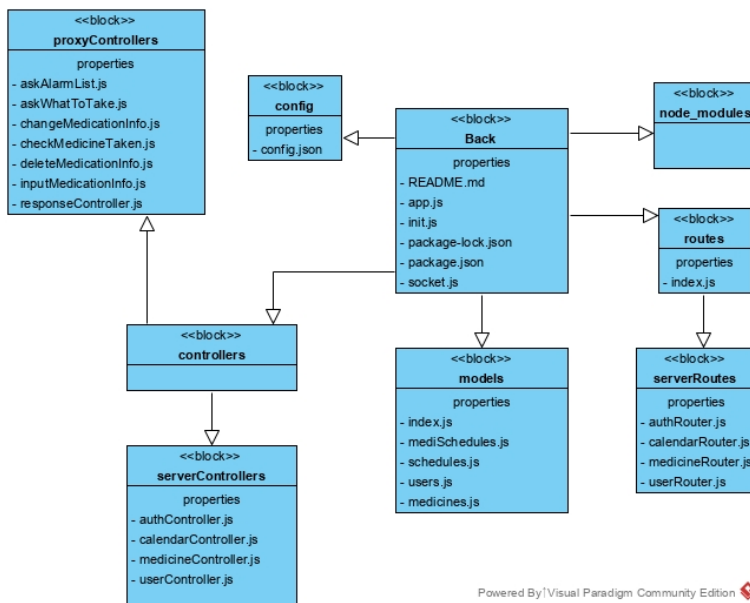 <<block>>
proxyControllers
properties
- askAlarmList.js
- askWhatToTake.js
- changeMedicationInfo.js
- checkMedicineTaken.js
- deleteMedicationInfo.js
- inputMedicationInfo.js
- responseController.js
<<block>>
config
properties
- config.json
<<block>>
Back
properties
- README.md
- app.js
- init.js
- package-lock.json
- package.json
- socket.js
<<block>>
node_modules
<<block>>
routes
properties
- index.js
<<block>>
controllers
<<block>>
models
properties
- index.js
- mediSchedules.js
- schedules.js
- users.js
- medicines.js
<<block>>
serverRoutes
properties
- authRouter.js
- calendarRouter.js
- medicineRouter.js
- userRouter.js
<<block>>
serverControllers
properties
- authController.js
- calendarController.js
- medicineController.js
- userController.js
Powered By Visual Paradigm Community Edition